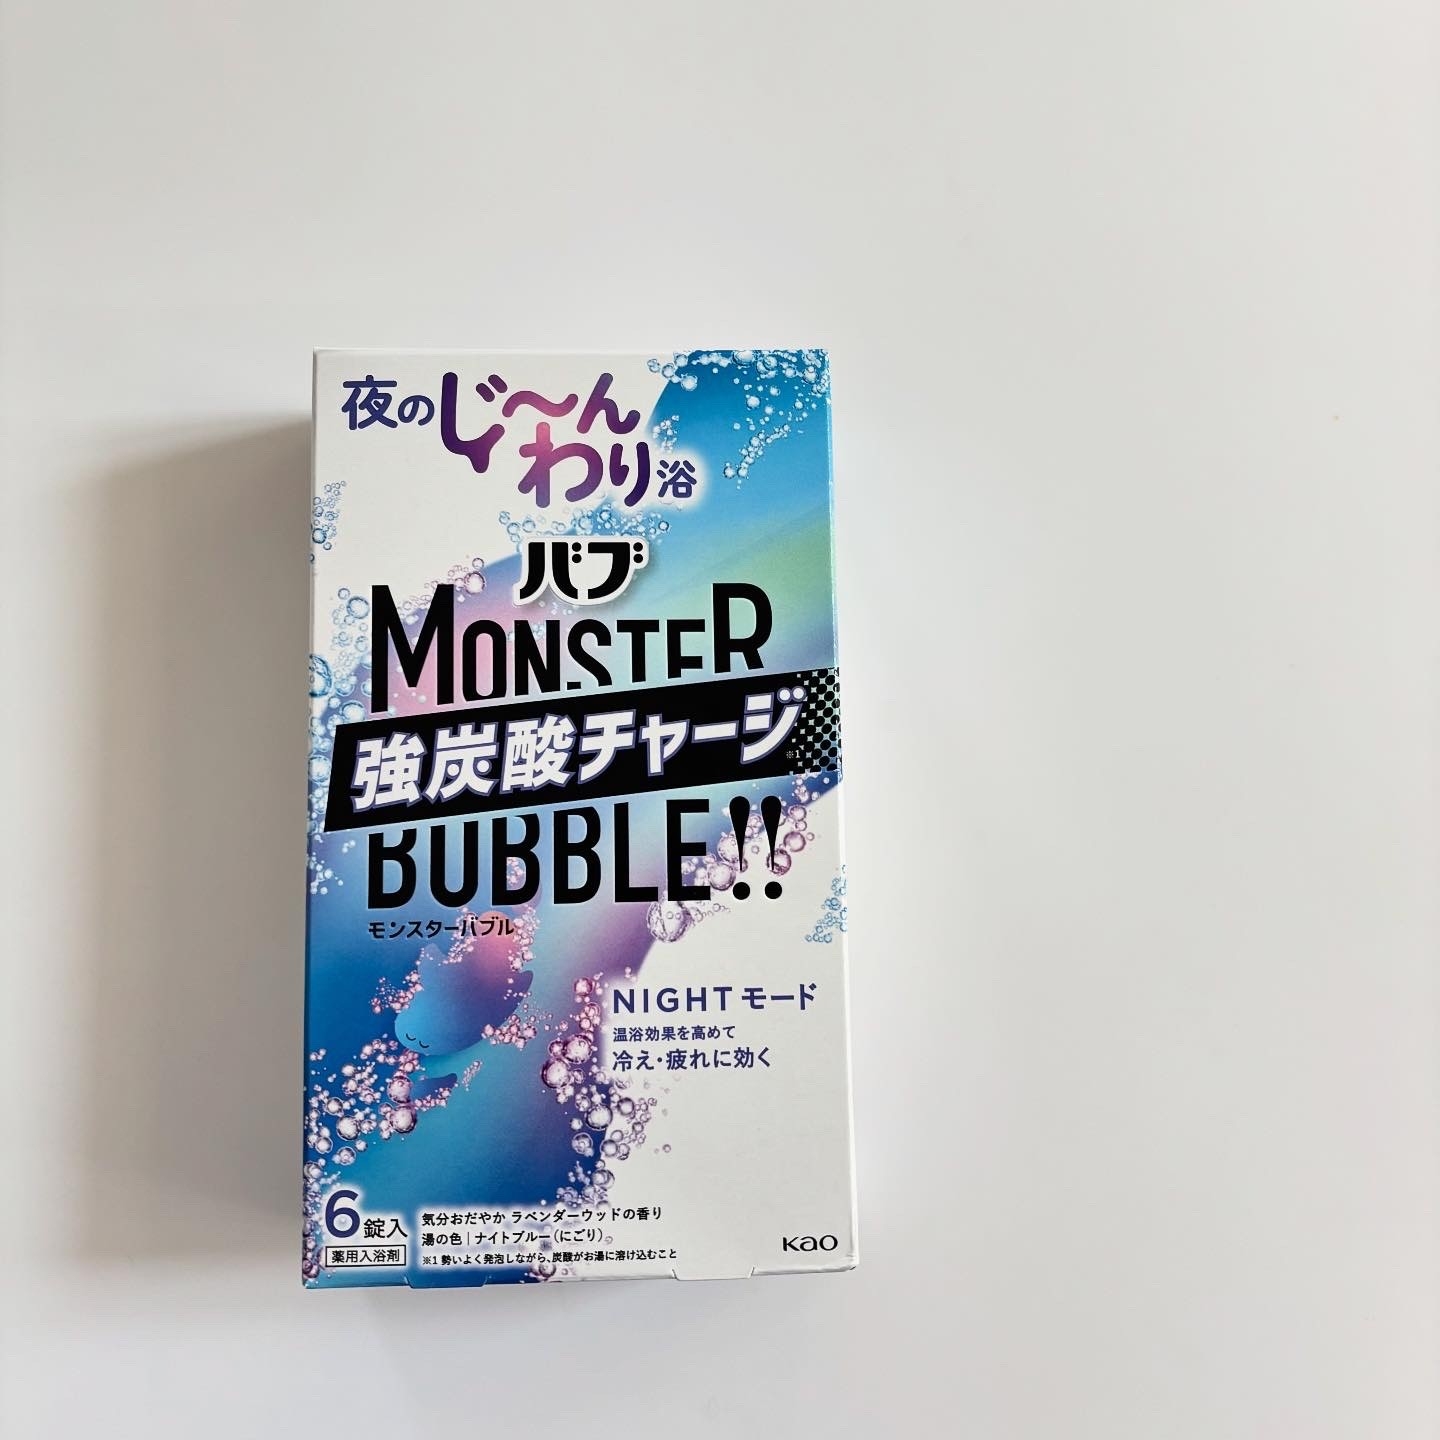 夜のじ〜んわり浴
バブ
MONSTER
強炭酸チャージ※1
BUBBLE!!
モンスターバブル
NIGHTモード
温浴効果を高めて
冷え・疲れに効く
6錠入
薬用入浴剤
気分おだやか ラベンダーウッドの香り
湯の色|ナイトブルー(にごり)
※1 勢いよく発泡しながら、炭酸がお湯に溶け込むこと
Kao